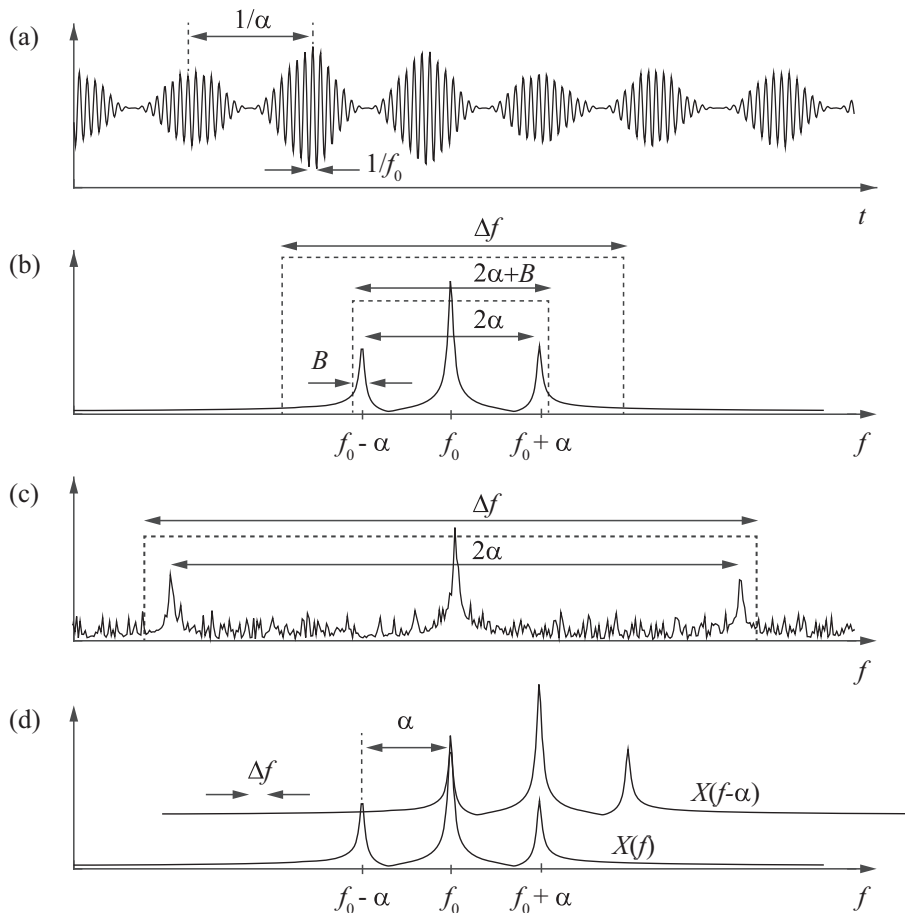 (a)
1/α
1/f₀
t
(b)
Δf
2α+B
2α
B
f₀ - α f₀ f₀ + α f
(c)
Δf
2α
f
(d)
α
Δf
X(f-α)
X(f)
f₀ - α f₀ f₀ + α f